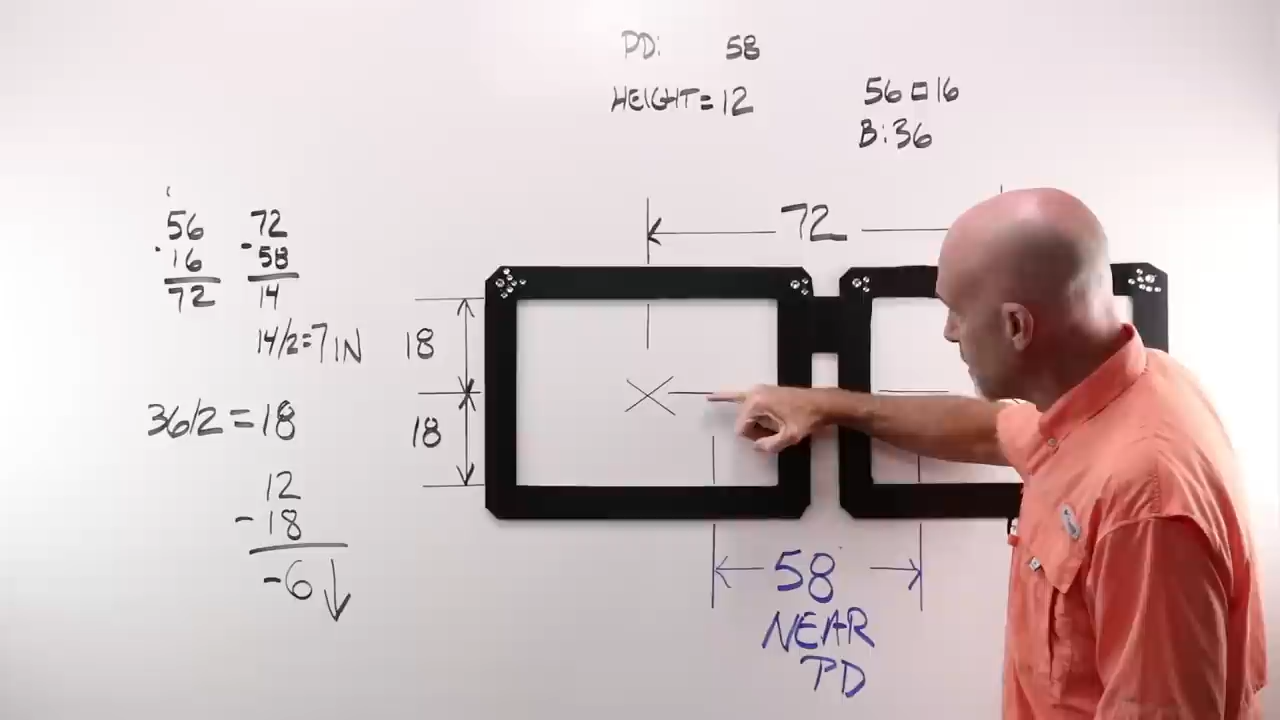 PD: 58
HEIGHT=12
56□16
B:36
56
16
72
72
-58
14
14/2=7 IN
36/2=18
12
-18
-6
72
18
18
58
NEAR
PD